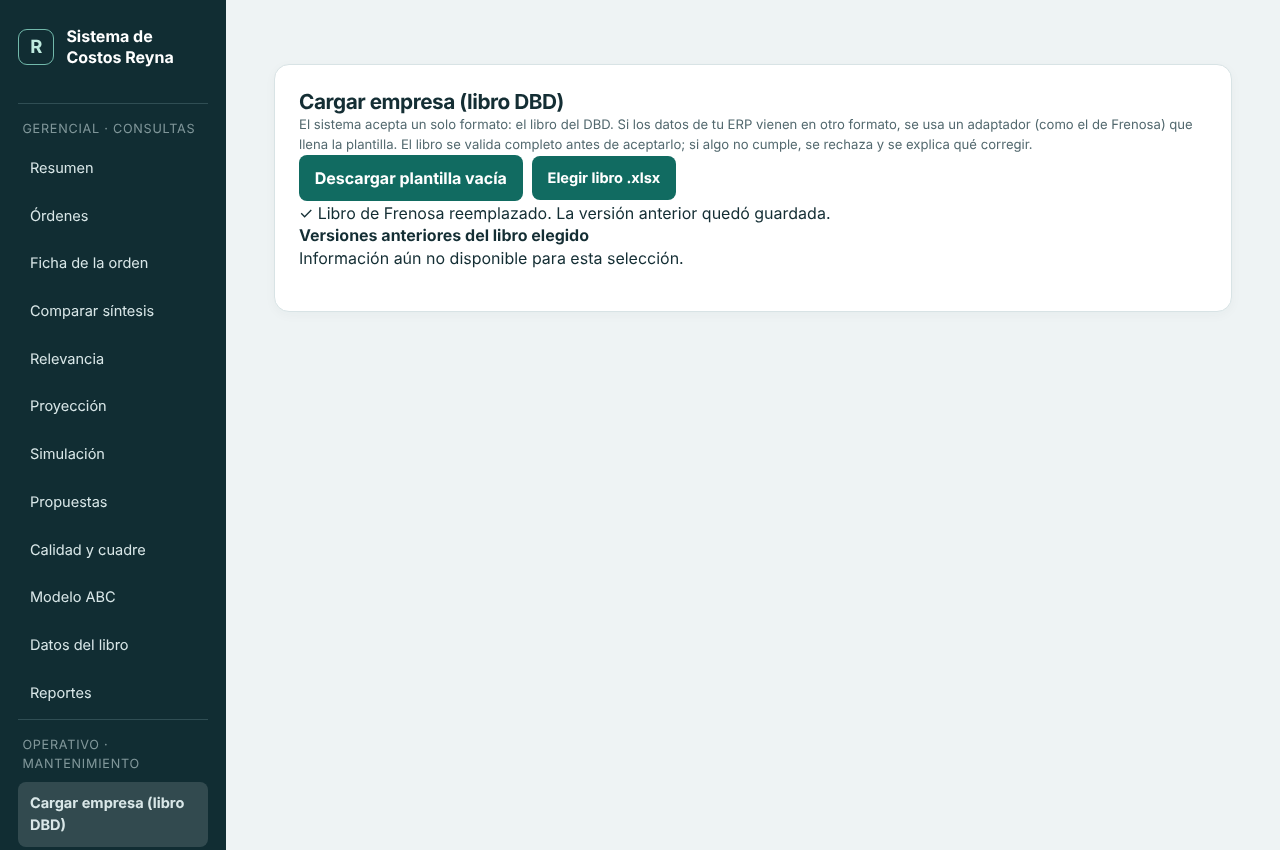 R
Sistema de
Costos Reyna
GERENCIAL · CONSULTAS
Resumen
Órdenes
Ficha de la orden
Comparar síntesis
Relevancia
Proyección
Simulación
Propuestas
Calidad y cuadre
Modelo ABC
Datos del libro
Reportes
OPERATIVO ·
MANTENIMIENTO
Cargar empresa (libro
DBD)
Cargar empresa (libro DBD)
El sistema acepta un solo formato: el libro del DBD. Si los datos de tu ERP vienen en otro formato, se usa un adaptador (como el de Frenosa) que
llena la plantilla. El libro se valida completo antes de aceptarlo; si algo no cumple, se rechaza y se explica qué corregir.
Descargar plantilla vacía
Elegir libro .xlsx
✓ Libro de Frenosa reemplazado. La versión anterior quedó guardada.
Versiones anteriores del libro elegido
Información aún no disponible para esta selección.